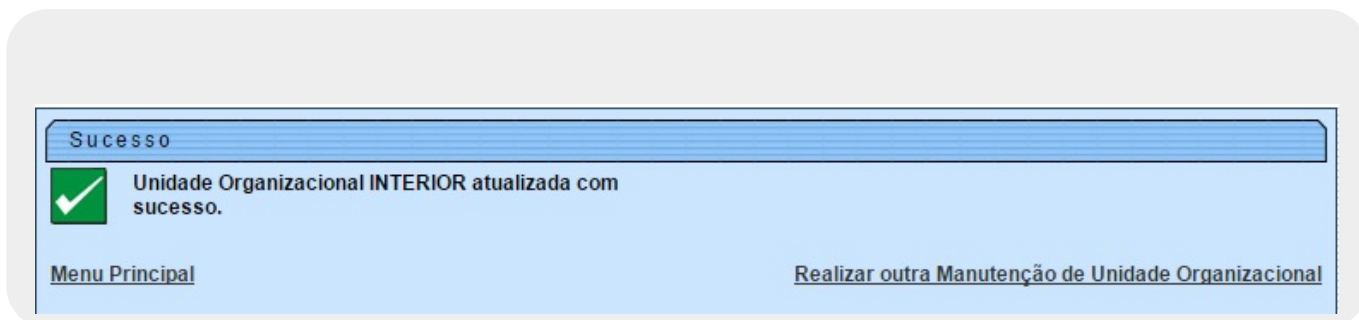 Sucesso
Unidade Organizacional INTERIOR atualizada com
sucesso.
Menu Principal
Realizar outra Manutenção de Unidade Organizacional